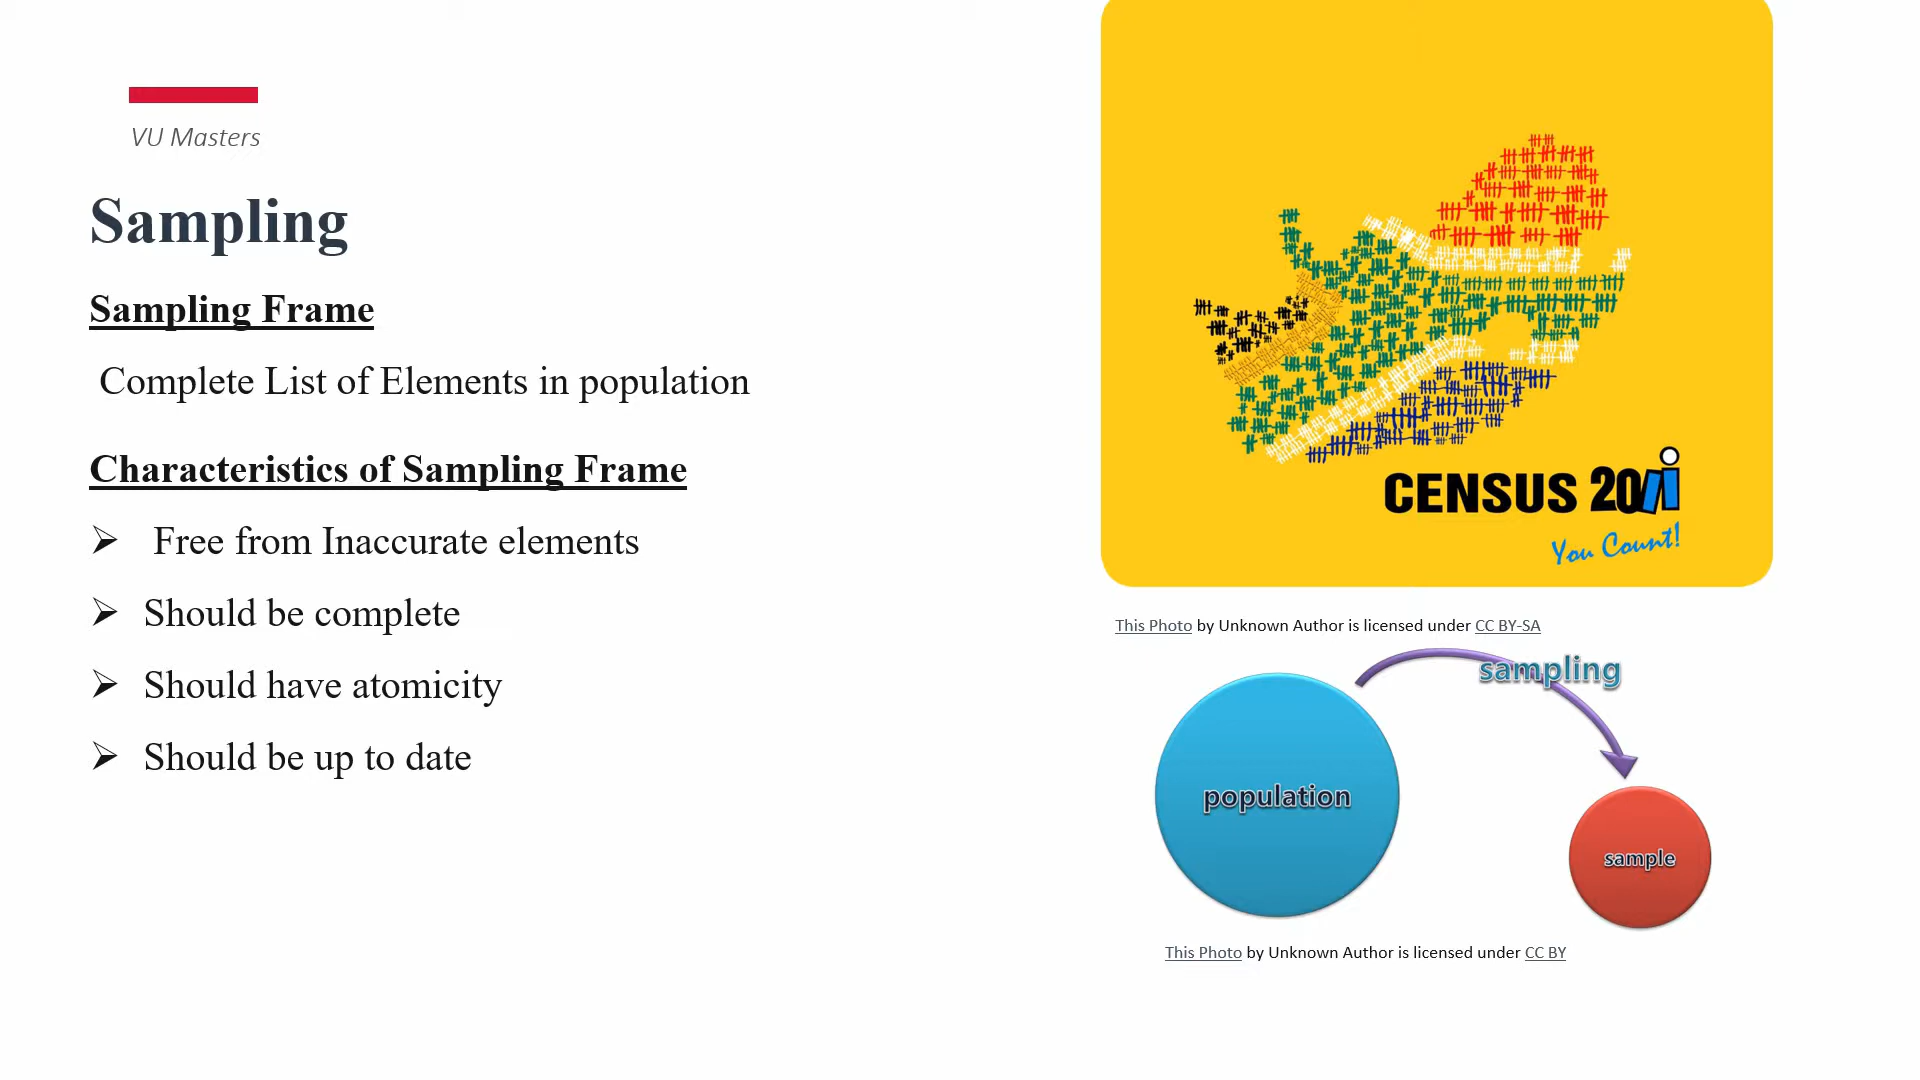 VU Masters
Sampling
Sampling Frame
Complete List of Elements in population
Characteristics of Sampling Frame
➢ Free from Inaccurate elements
➢ Should be complete
➢ Should have atomicity
➢ Should be up to date
CENSUS 2011
You Count!
This Photo by Unknown Author is licensed under CC BY-SA
sampling
population
sample
This Photo by Unknown Author is licensed under CC BY